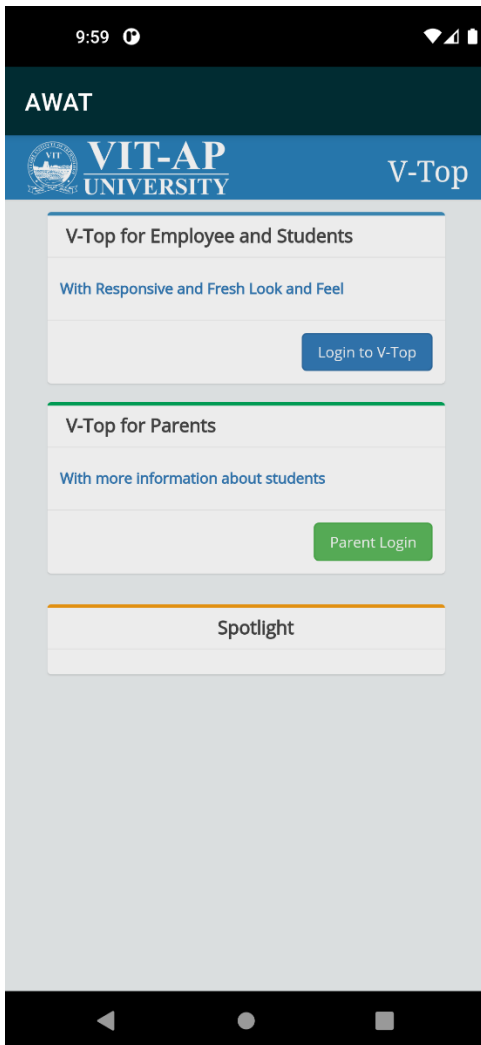 9:59
AWAT
VIT
VIT-AP
UNIVERSITY
V-Top
V-Top for Employee and Students
With Responsive and Fresh Look and Feel
Login to V-Top
V-Top for Parents
With more information about students
Parent Login
Spotlight